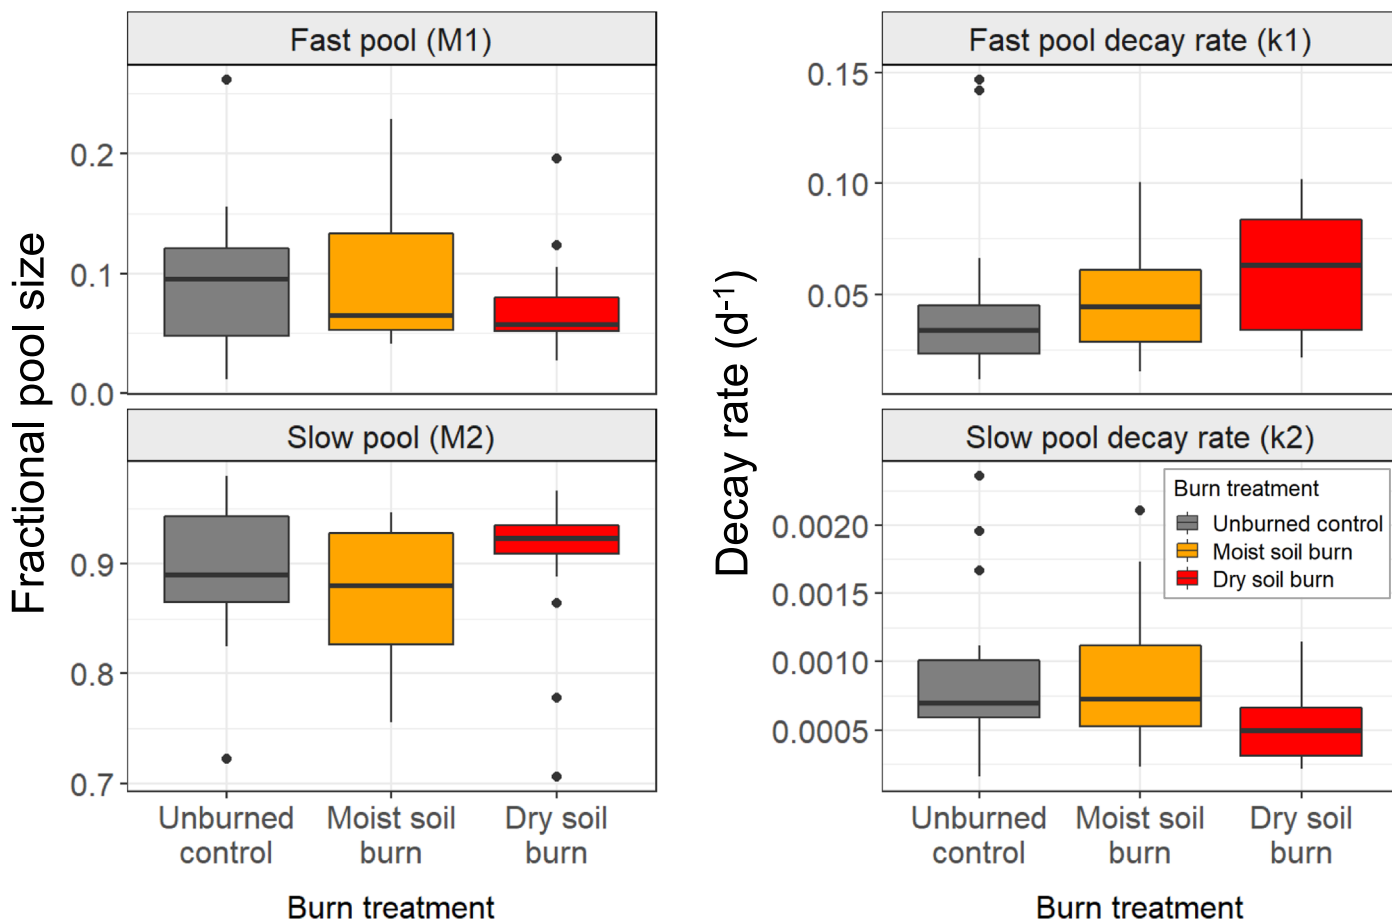 Fast pool (M1)
0.2
0.1
0.0
Slow pool (M2)
0.9
0.8
0.7
Fractional pool size
Unburned control
Moist soil burn
Dry soil burn
Burn treatment
Fast pool decay rate (k1)
0.15
0.10
0.05
Slow pool decay rate (k2)
0.0020
0.0015
0.0010
0.0005
Decay rate (d⁻¹)
Burn treatment
Unburned control
Moist soil burn
Dry soil burn
Unburned control
Moist soil burn
Dry soil burn
Burn treatment